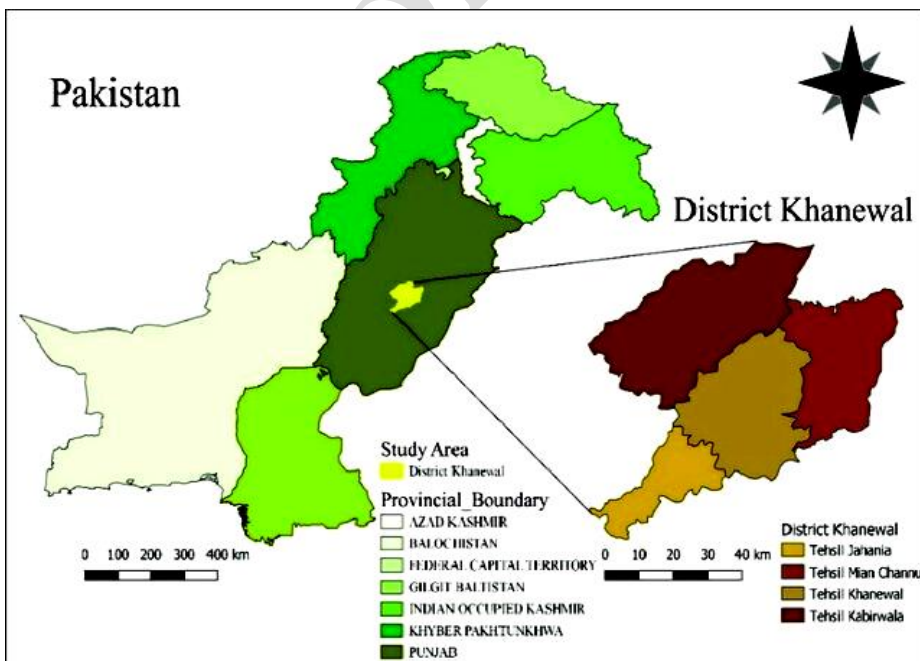 Pakistan
District Khanewal
Study Area
District Khanewal
Provincial_Boundary
AZAD KASHMIR
BALOCHISTAN
FEDERAL CAPITAL TERRITORY
GILGIT BALTISTAN
INDIAN OCCUPIED KASHMIR
KHYBER PAKHTUNKHWA
PUNJAB
0 100 200 300 400 km
0 10 20 30 40 km
District Khanewal
Tehsil Jahania
Tehsil Mian Channu
Tehsil Khanewal
Tehsil Kabirwala